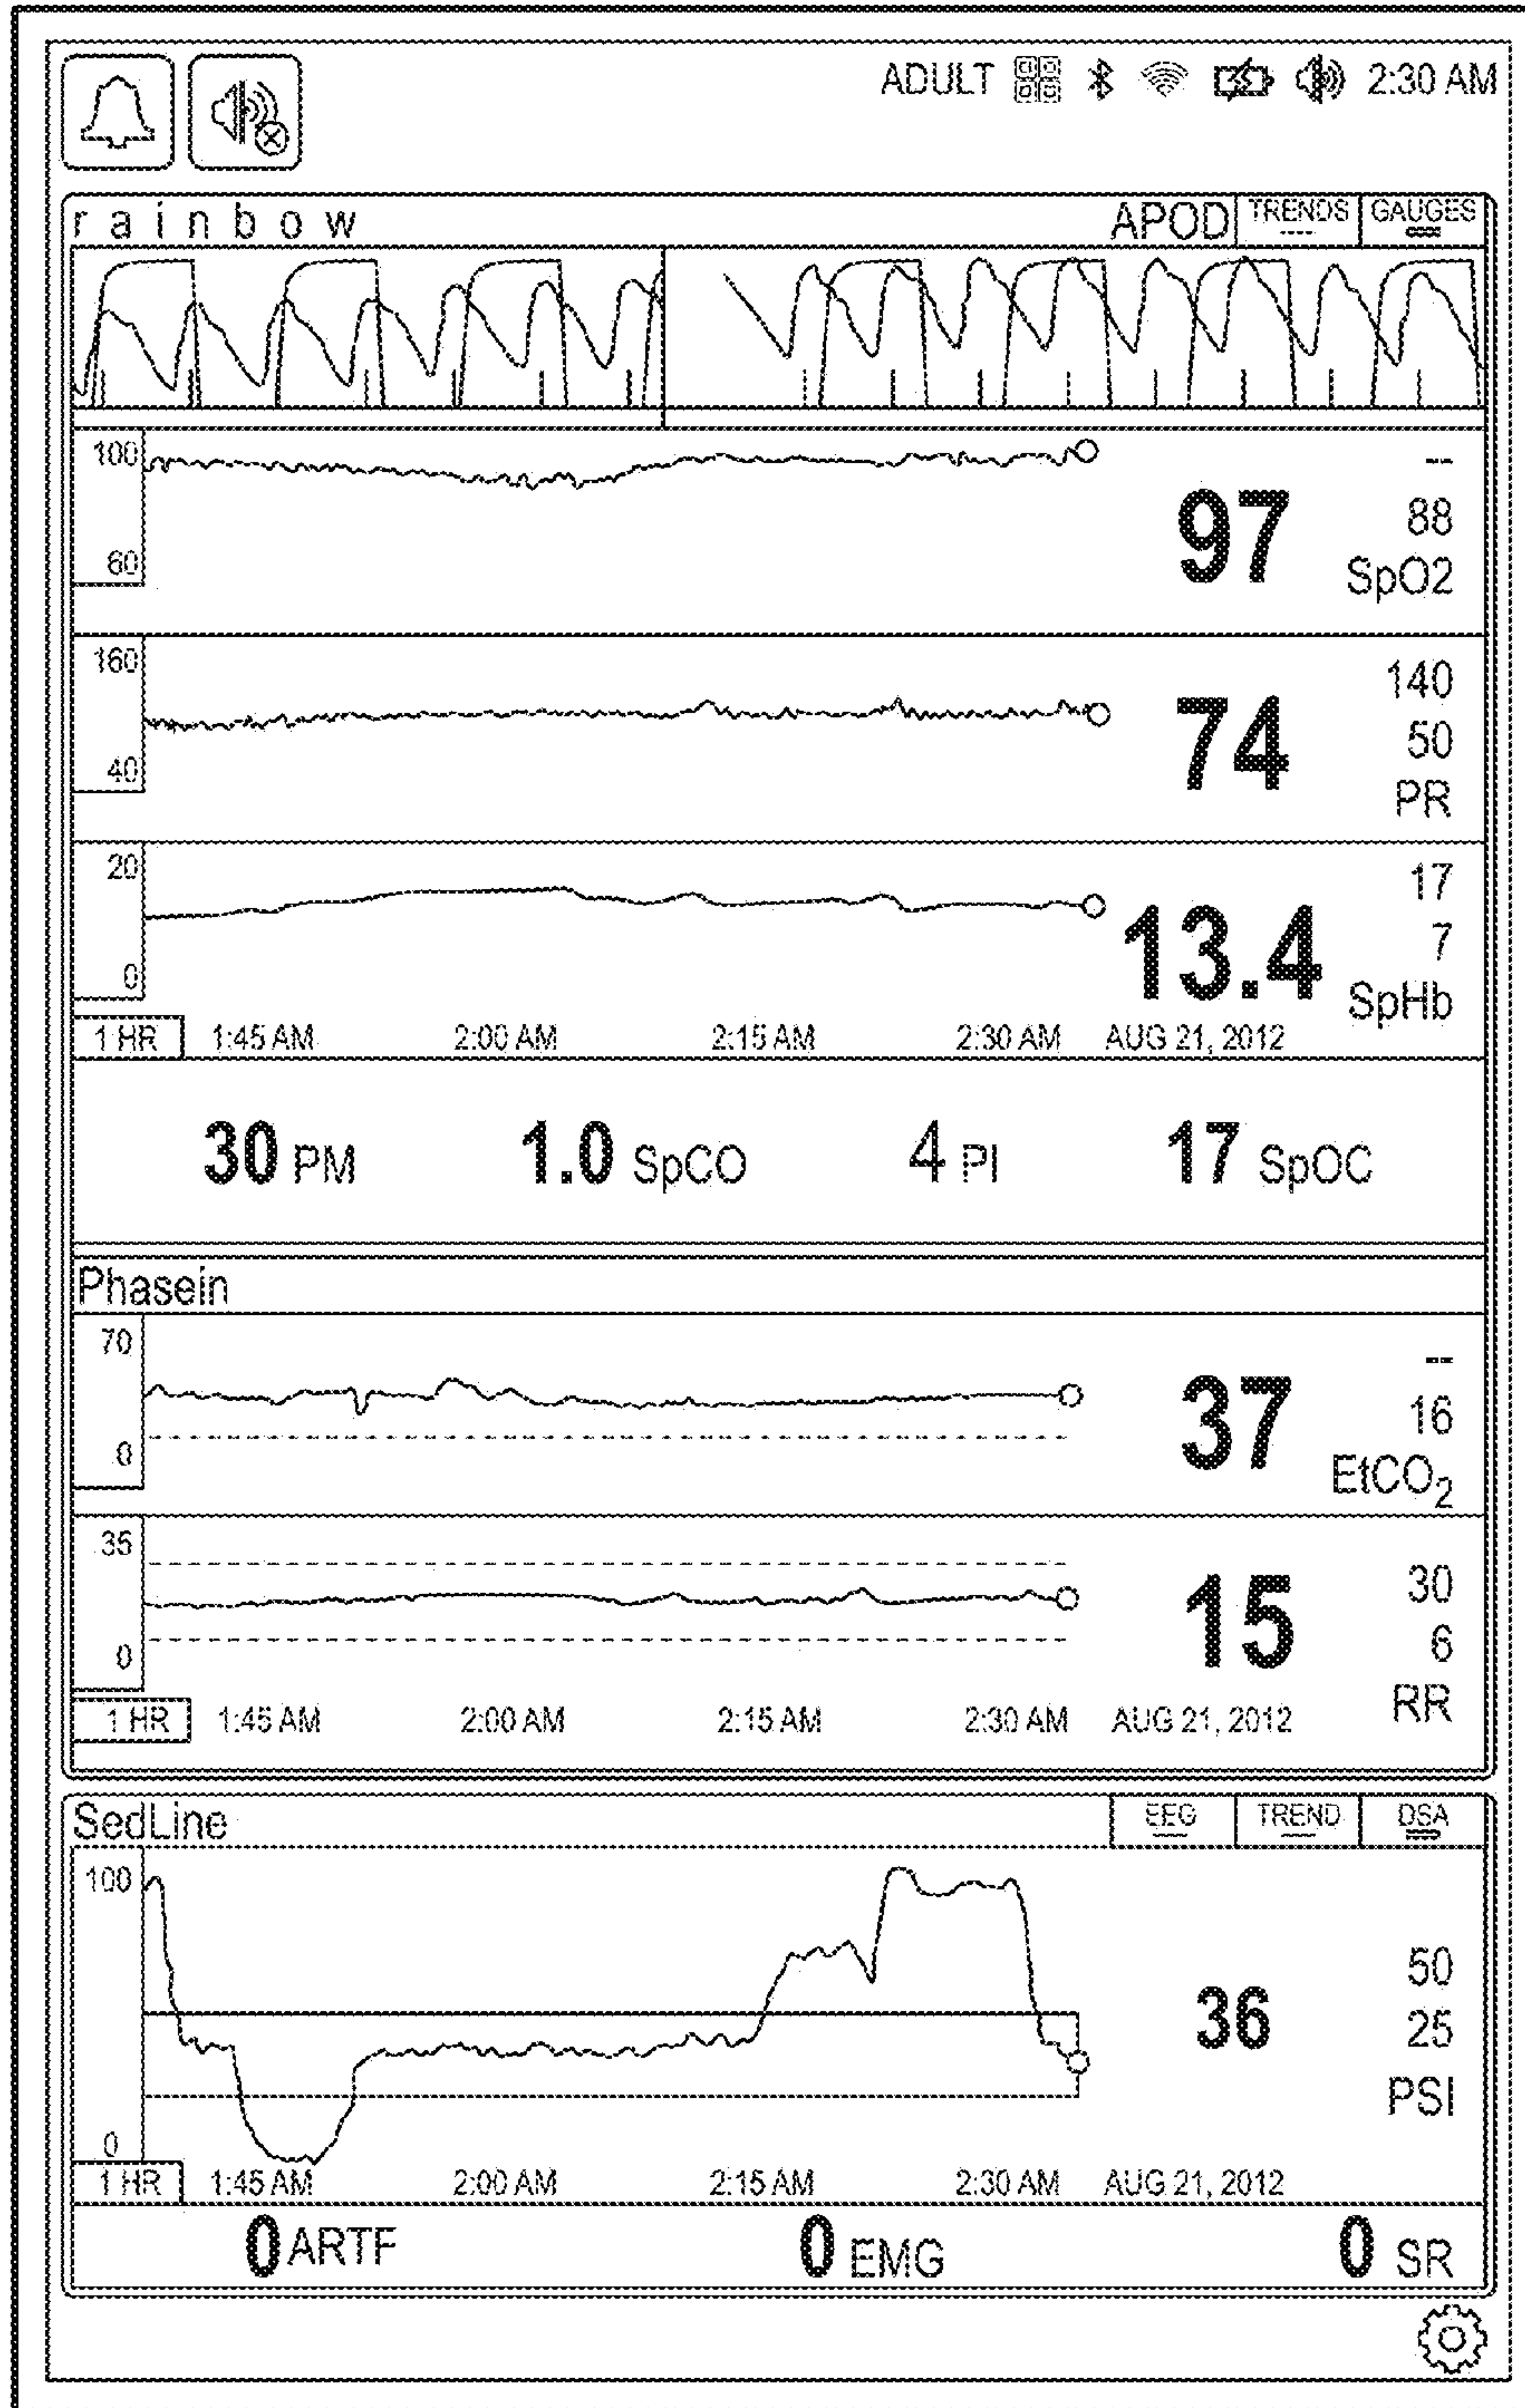 ADULT 2:30 AM
rainbow APOD TRENDS GAUGES
100
60
97
--
88
SpO2
160
40
74
140
50
PR
20
0
13.4
17
7
SpHb
1 HR 1:45 AM 2:00 AM 2:15 AM 2:30 AM AUG 21, 2012
30 PM 1.0 SpCO 4 PI 17 SpOC
Phasein
70
0
37
--
16
EtCO2
35
0
15
30
6
RR
1 HR 1:45 AM 2:00 AM 2:15 AM 2:30 AM AUG 21, 2012
SedLine EEG TREND DSA
100
0
36
50
25
PSI
1 HR 1:45 AM 2:00 AM 2:15 AM 2:30 AM AUG 21, 2012
0 ARTF 0 EMG 0 SR